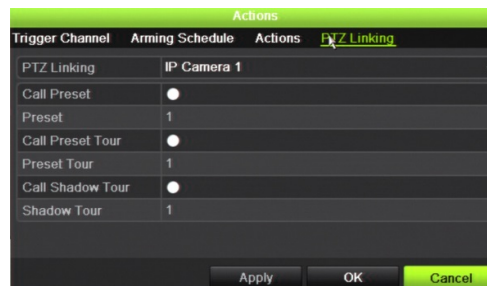 Actions
Trigger Channel Arming Schedule Actions PTZ Linking
PTZ Linking IP Camera 1
Call Preset
Preset 1
Call Preset Tour
Preset Tour 1
Call Shadow Tour
Shadow Tour 1
Apply OK Cancel